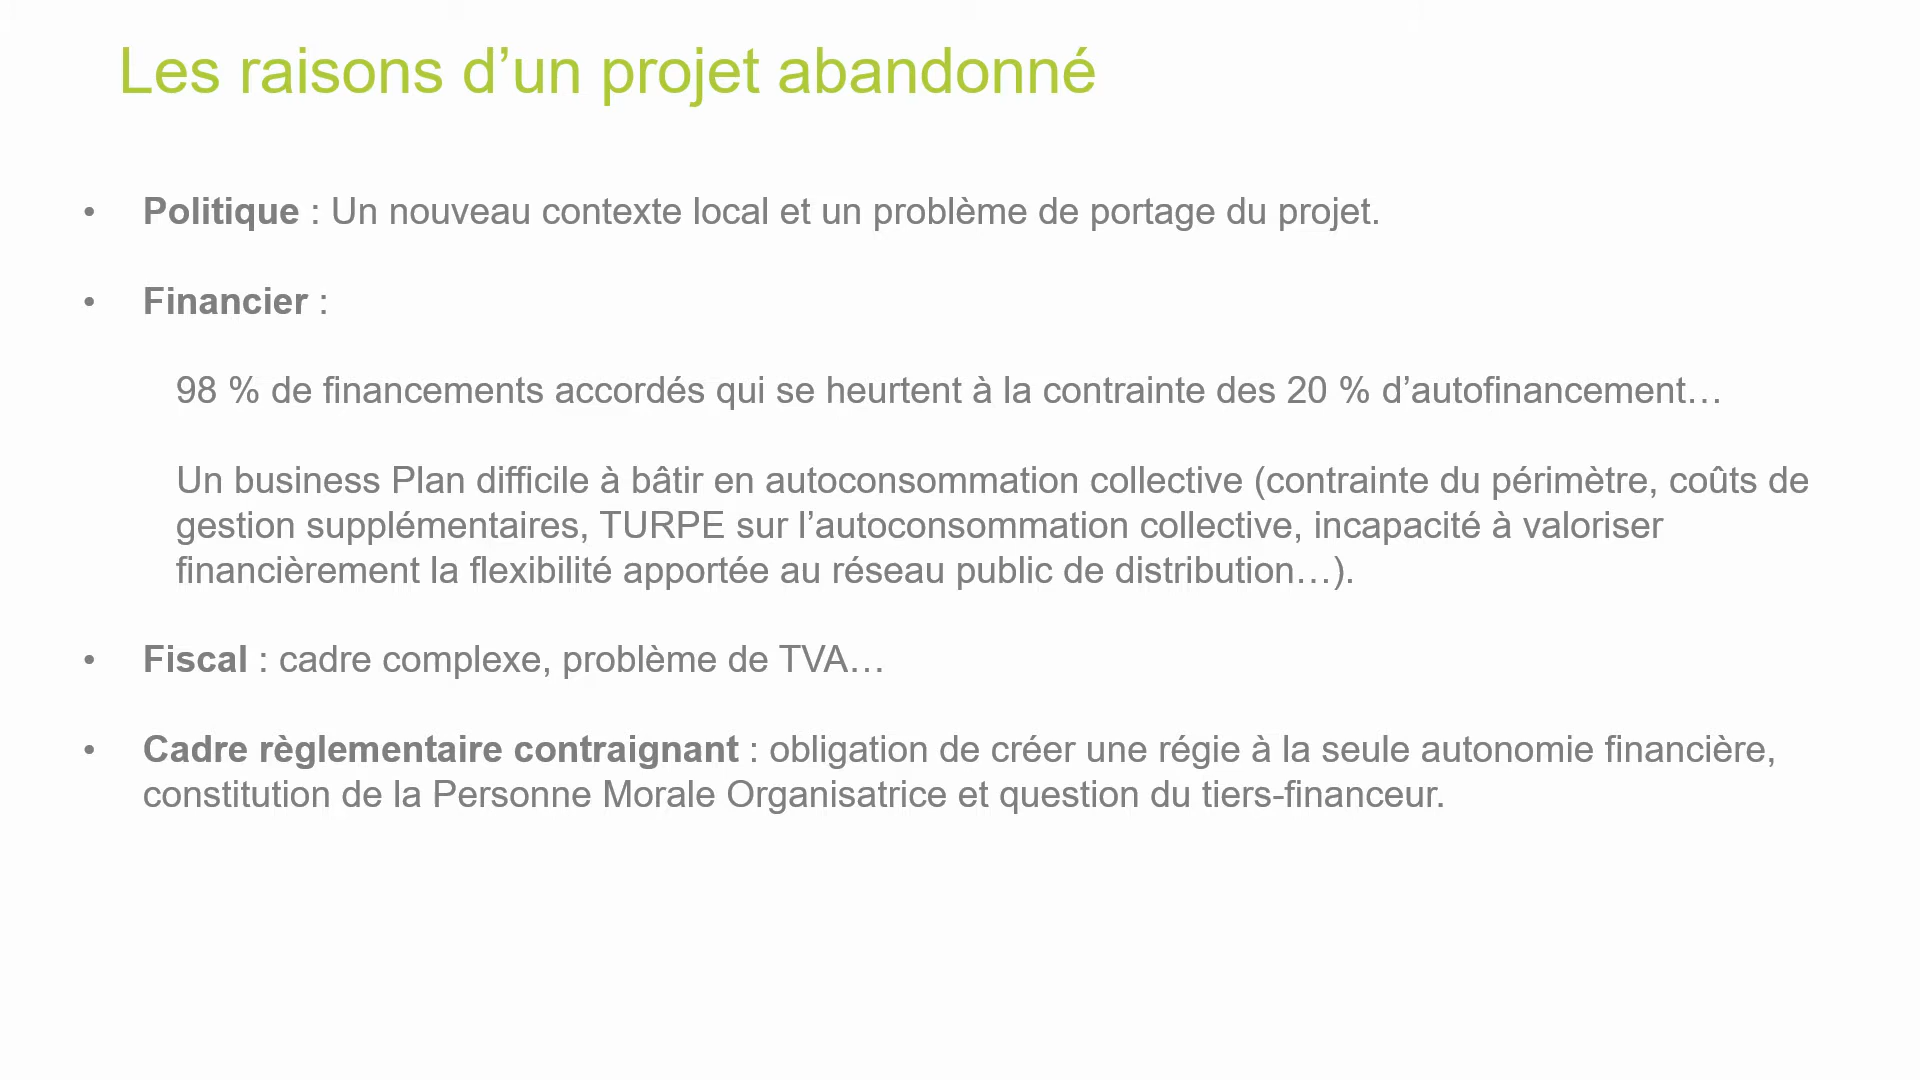 Les raisons d’un projet abandonné
• Politique : Un nouveau contexte local et un problème de portage du projet.
• Financier :
98 % de financements accordés qui se heurtent à la contrainte des 20 % d’autofinancement…
Un business Plan difficile à bâtir en autoconsommation collective (contrainte du périmètre, coûts de
gestion supplémentaires, TURPE sur l’autoconsommation collective, incapacité à valoriser
financièrement la flexibilité apportée au réseau public de distribution…).
• Fiscal : cadre complexe, problème de TVA…
• Cadre règlementaire contraignant : obligation de créer une régie à la seule autonomie financière,
constitution de la Personne Morale Organisatrice et question du tiers-financeur.